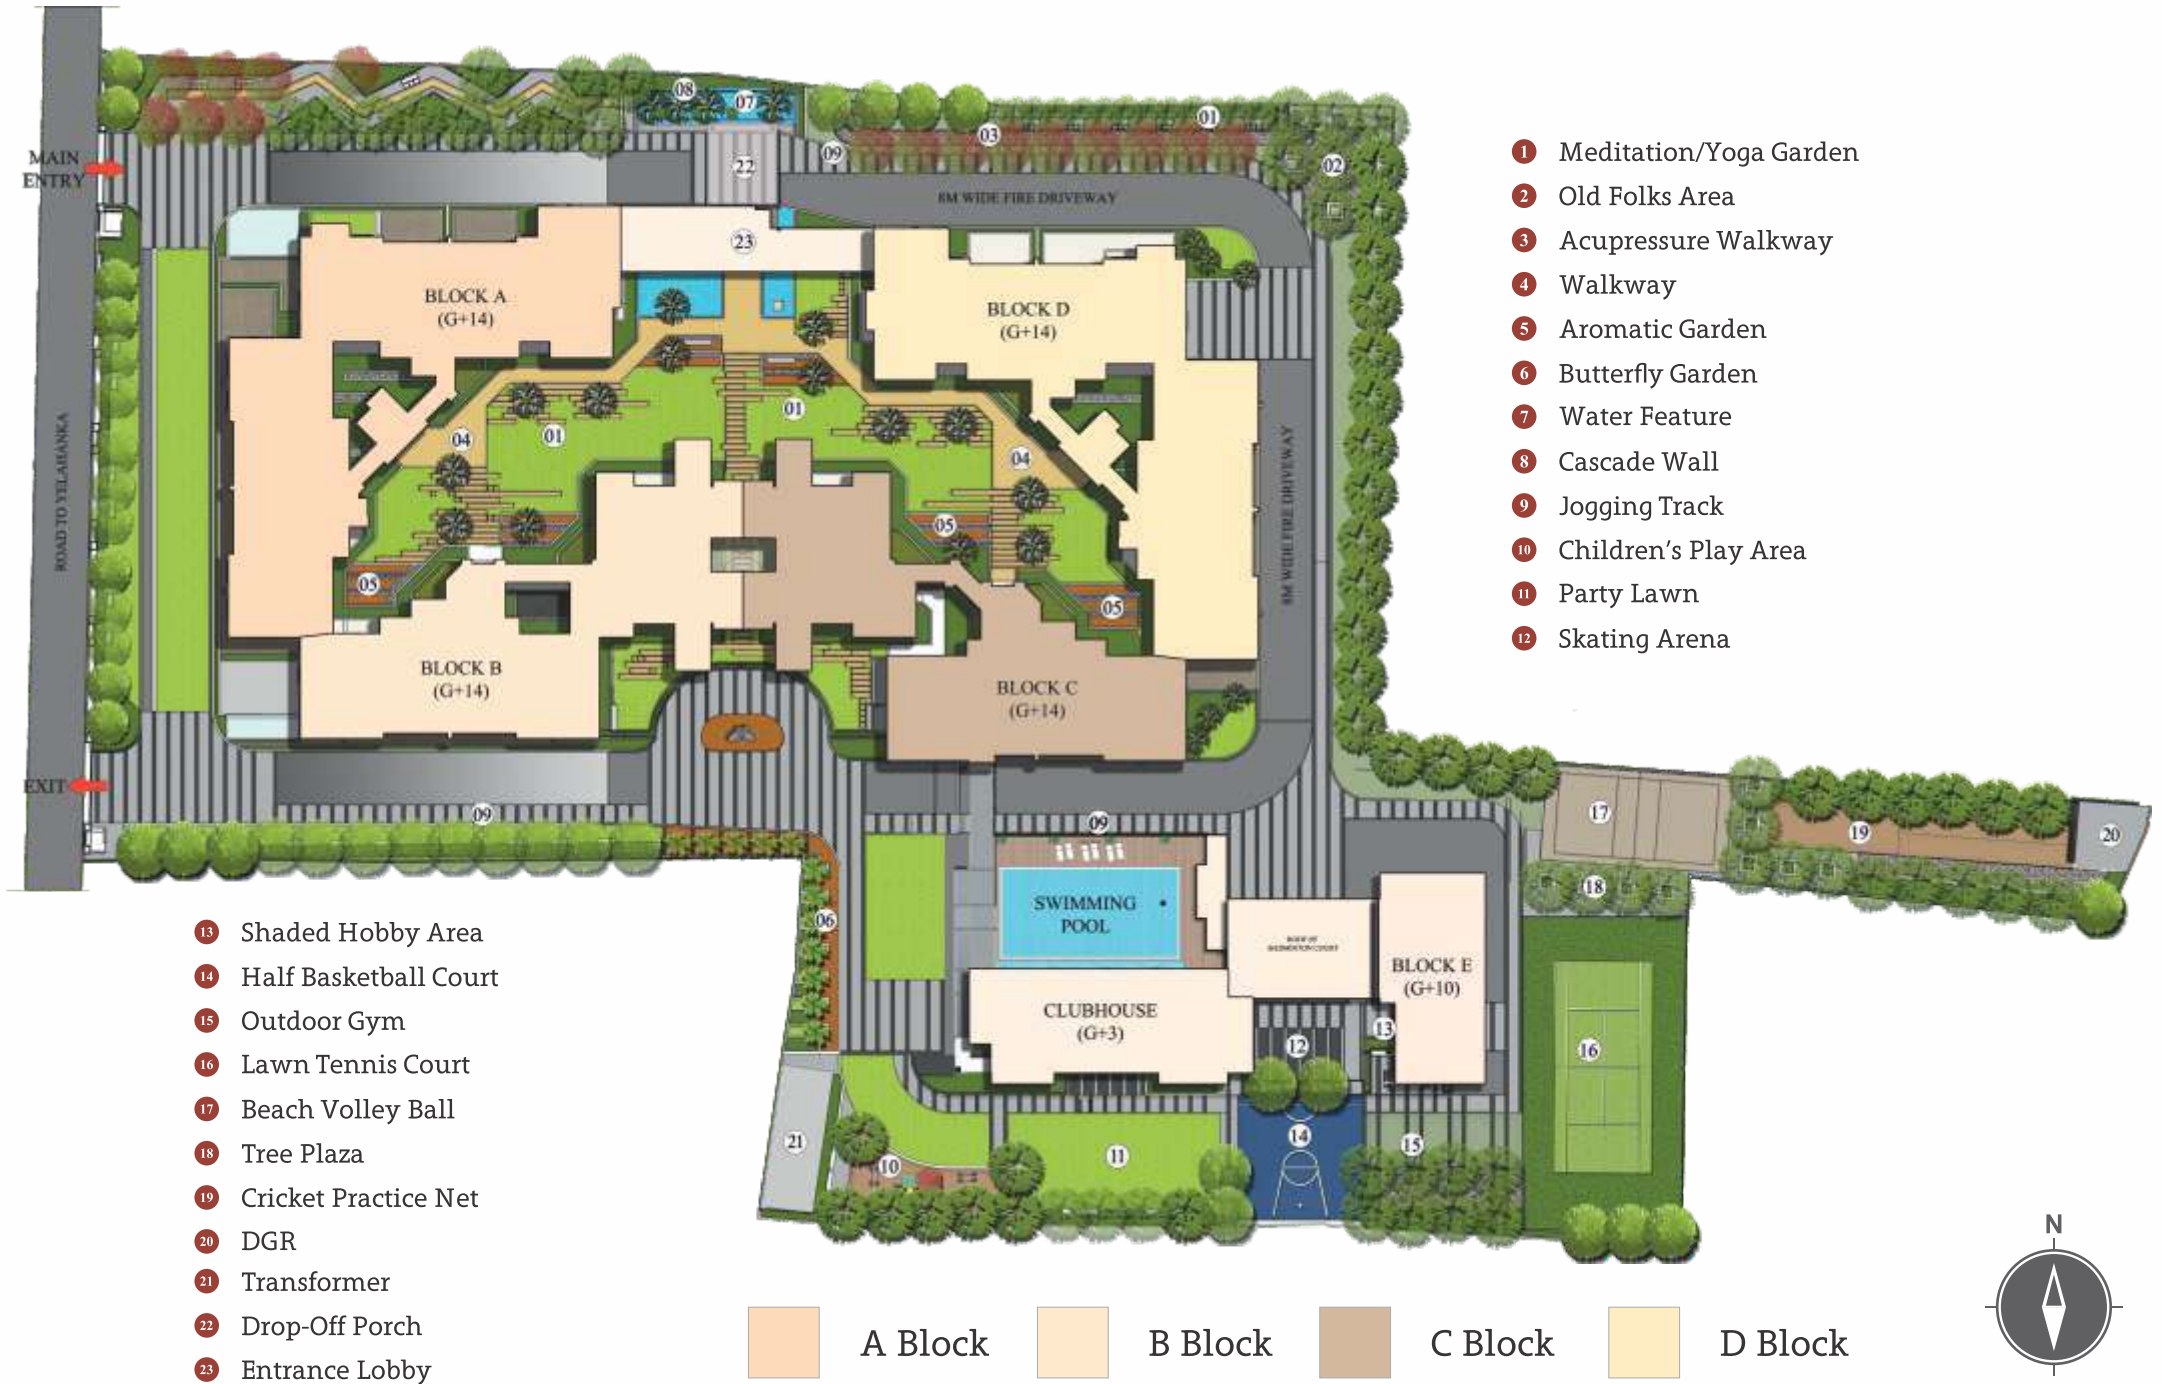 08
07
01
03
MAIN
ENTRY
09
22
02
8M WIDE FIRE DRIVEWAY
23
BLOCK A
(G+14)
BLOCK D
(G+14)
01
01
04
04
ROAD TO YELAHANKA
8M WIDE FIRE DRIVEWAY
05
05
05
BLOCK B
(G+14)
BLOCK C
(G+14)
EXIT
09
09
17
19
20
18
06
SWIMMING
POOL
ROOF OF
BADMINTON COURT
BLOCK E
(G+10)
CLUBHOUSE
(G+3)
13
12
16
21
14
15
10
11
1 Meditation/Yoga Garden
2 Old Folks Area
3 Acupressure Walkway
4 Walkway
5 Aromatic Garden
6 Butterfly Garden
7 Water Feature
8 Cascade Wall
9 Jogging Track
10 Children's Play Area
11 Party Lawn
12 Skating Arena
13 Shaded Hobby Area
14 Half Basketball Court
15 Outdoor Gym
16 Lawn Tennis Court
17 Beach Volley Ball
18 Tree Plaza
19 Cricket Practice Net
20 DGR
21 Transformer
22 Drop-Off Porch
23 Entrance Lobby
N
A Block
B Block
C Block
D Block